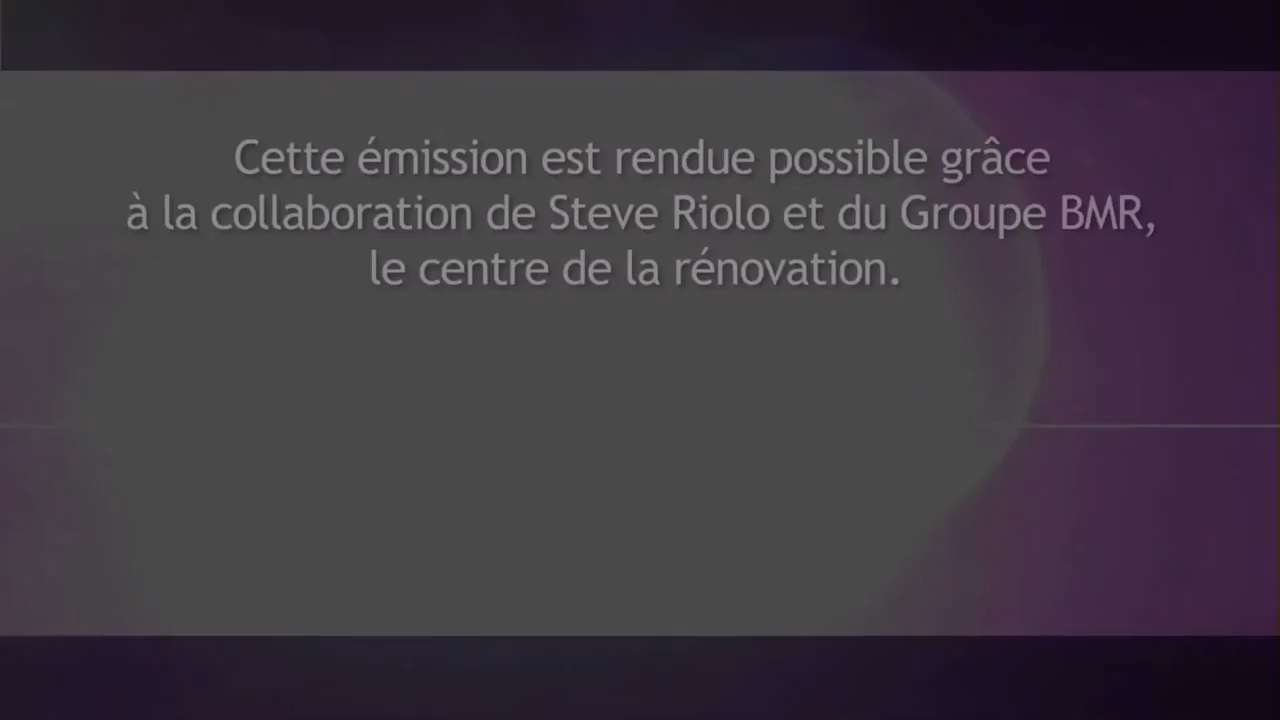 Cette émission est rendue possible grâce
à la collaboration de Steve Riolo et du Groupe BMR,
le centre de la rénovation.